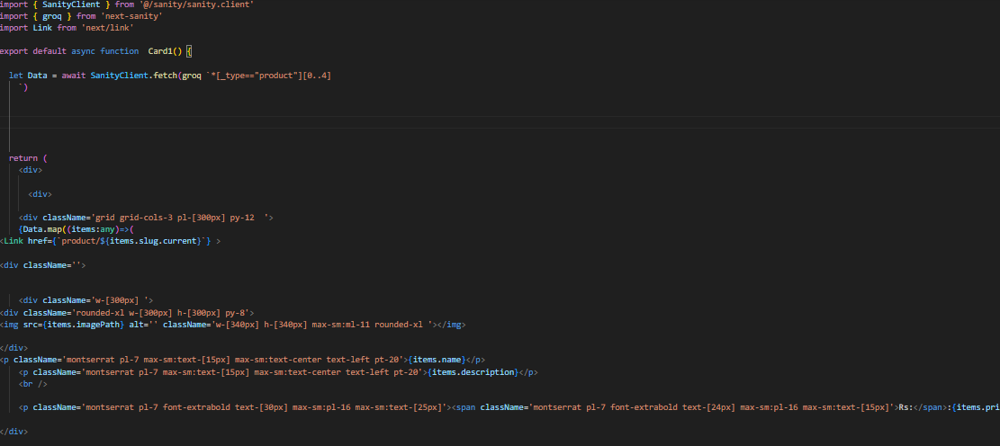 import { SanityClient } from '@/sanity/sanity.client'
import { groq } from 'next-sanity'
import Link from 'next/link'
export default async function  Card1() {
let Data = await SanityClient.fetch(groq `*[_type=="product"][0..4]
`)
return (
<div>
<div>
<div className='grid grid-cols-3 pl-[300px] py-12  '>
{Data.map((items:any)=>(
<Link href={`product/${items.slug.current}`} >
<div className=''>
<div className='w-[300px] '>
<div className='rounded-xl w-[300px] h-[300px] py-8'>
<img src={items.imagePath} alt='' className='w-[340px] h-[340px] max-sm:ml-11 rounded-xl '></img>
</div>
<p className='montserrat pl-7 max-sm:text-[15px] max-sm:text-center text-left pt-20'>{items.name}</p>
<p className='montserrat pl-7 max-sm:text-[15px] max-sm:text-center text-left pt-20'>{items.description}</p>
<br />
<p className='montserrat pl-7 font-extrabold text-[30px] max-sm:pl-16 max-sm:text-[25px]'><span className='montserrat pl-7 font-extrabold text-[24px] max-sm:pl-16 max-sm:text-[15px]'>Rs:</span>:{items.pri
</div>